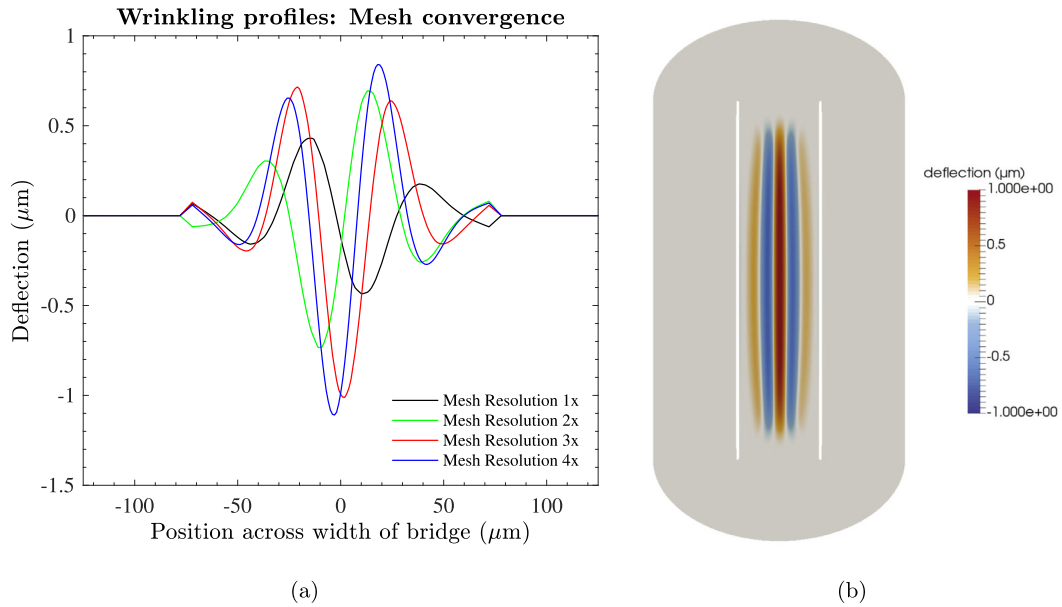 Wrinkling profiles: Mesh convergence
1
0.5
0
-0.5
-1
-1.5
Deflection (μm)
-100
-50
0
50
100
Position across width of bridge (μm)
Mesh Resolution 1x
Mesh Resolution 2x
Mesh Resolution 3x
Mesh Resolution 4x
(a)
deflection (μm)
1.000e+00
0.5
0
-0.5
-1.000e+00
(b)